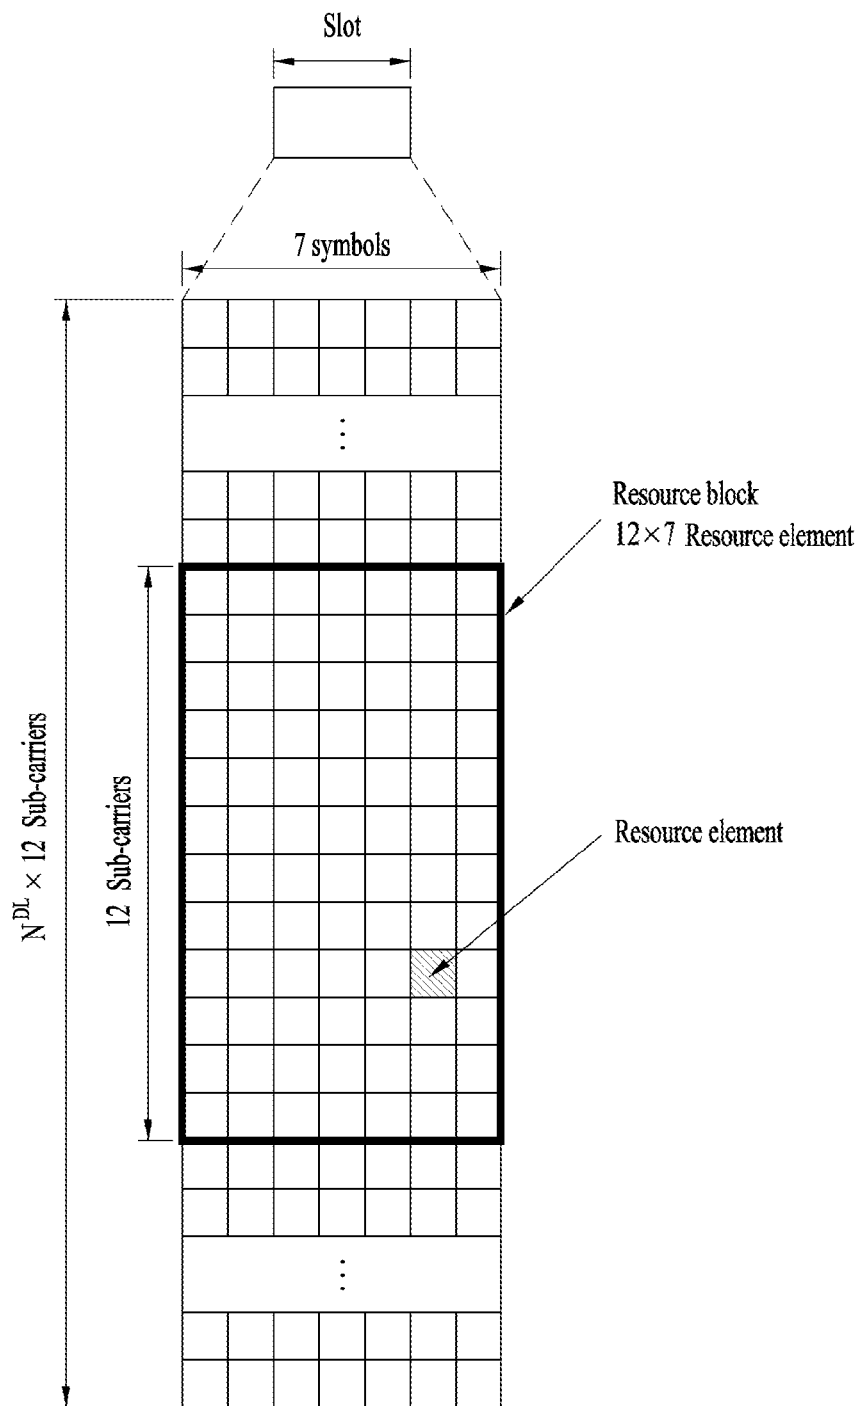 Slot
7 symbols
⋮
Resource block
12×7 Resource element
N^DL × 12 Sub-carriers
12 Sub-carriers
Resource element
⋮